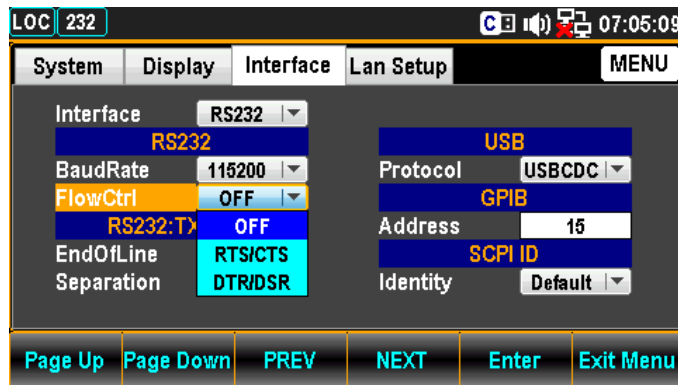 LOC 232 C 07:05:09
System Display Interface Lan Setup MENU
Interface RS232
RS232 USB
BaudRate 115200 Protocol USBCDC
FlowCtrl OFF GPIB
RS232:TX OFF Address 15
EndOfLine RTS/CTS SCPI ID
Separation DTR/DSR Identity Default
Page Up Page Down PREV NEXT Enter Exit Menu